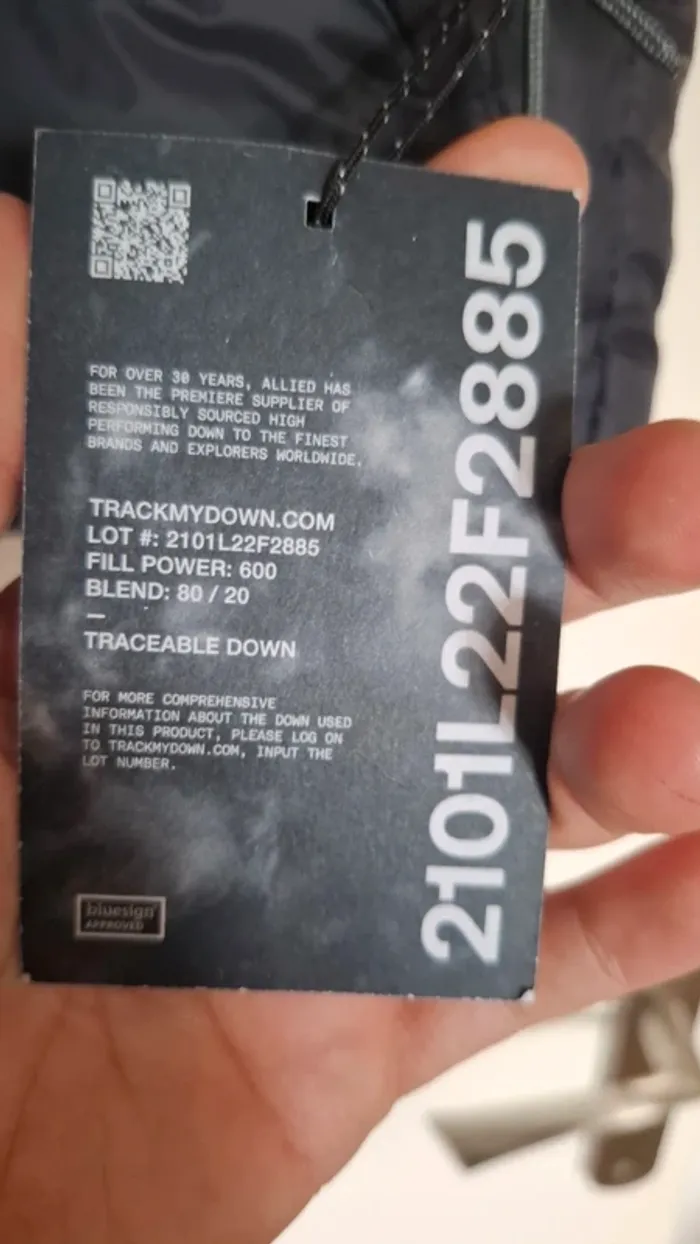 FOR OVER 30 YEARS, ALLIED HAS
BEEN THE PREMIERE SUPPLIER OF
RESPONSIBLY SOURCED HIGH
PERFORMING DOWN TO THE FINEST
BRANDS AND EXPLORERS WORLDWIDE.
TRACKMYDOWN.COM
LOT #: 2101L22F2885
FILL POWER: 600
BLEND: 80 / 20
—
TRACEABLE DOWN
FOR MORE COMPREHENSIVE
INFORMATION ABOUT THE DOWN USED
IN THIS PRODUCT, PLEASE LOG ON
TO TRACKMYDOWN.COM, INPUT THE
LOT NUMBER.
bluesign®
APPROVED
2101L22F2885